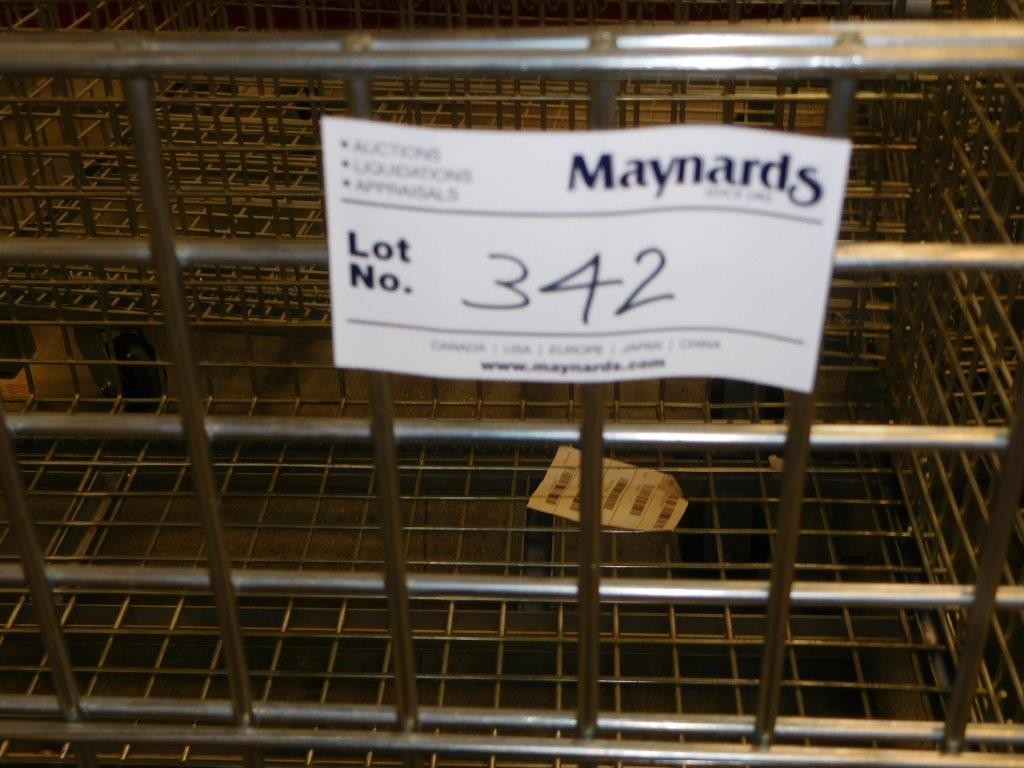 • AUCTIONS
• LIQUIDATIONS
• APPRAISALS
Maynards
Lot
No.
342
CANADA | USA | EUROPE | JAPAN | CHINA
www.maynards.com